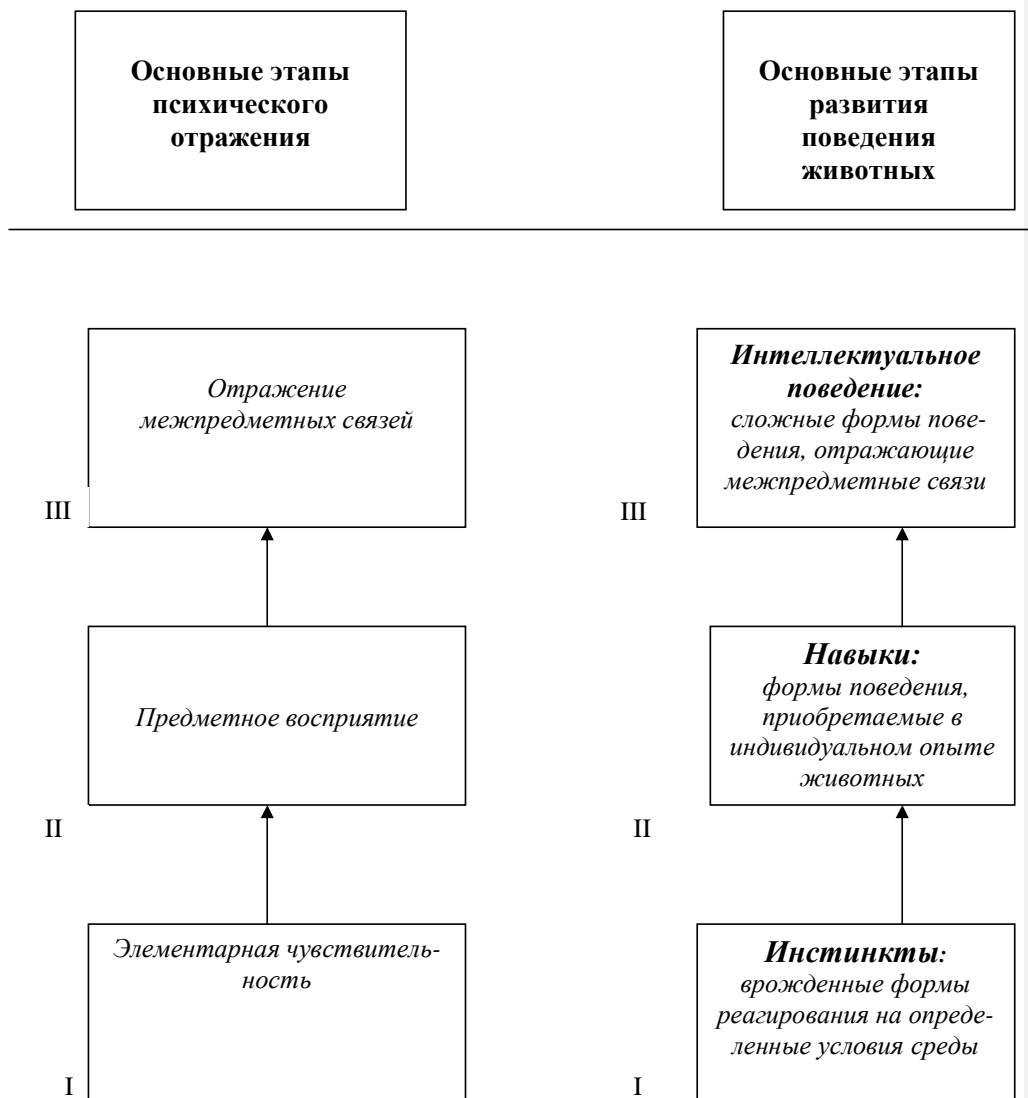 Основные этапы
психического
отражения
Основные этапы
развития
поведения
животных
Отражение
межпредметных связей
III
Интеллектуальное
поведение:
сложные формы пове-
дения, отражающие
межпредметные связи
III
Предметное восприятие
II
Навыки:
формы поведения,
приобретаемые в
индивидуальном опыте
животных
II
Элементарная чувствитель-
ность
I
Инстинкты:
врожденные формы
реагирования на опреде-
ленные условия среды
I